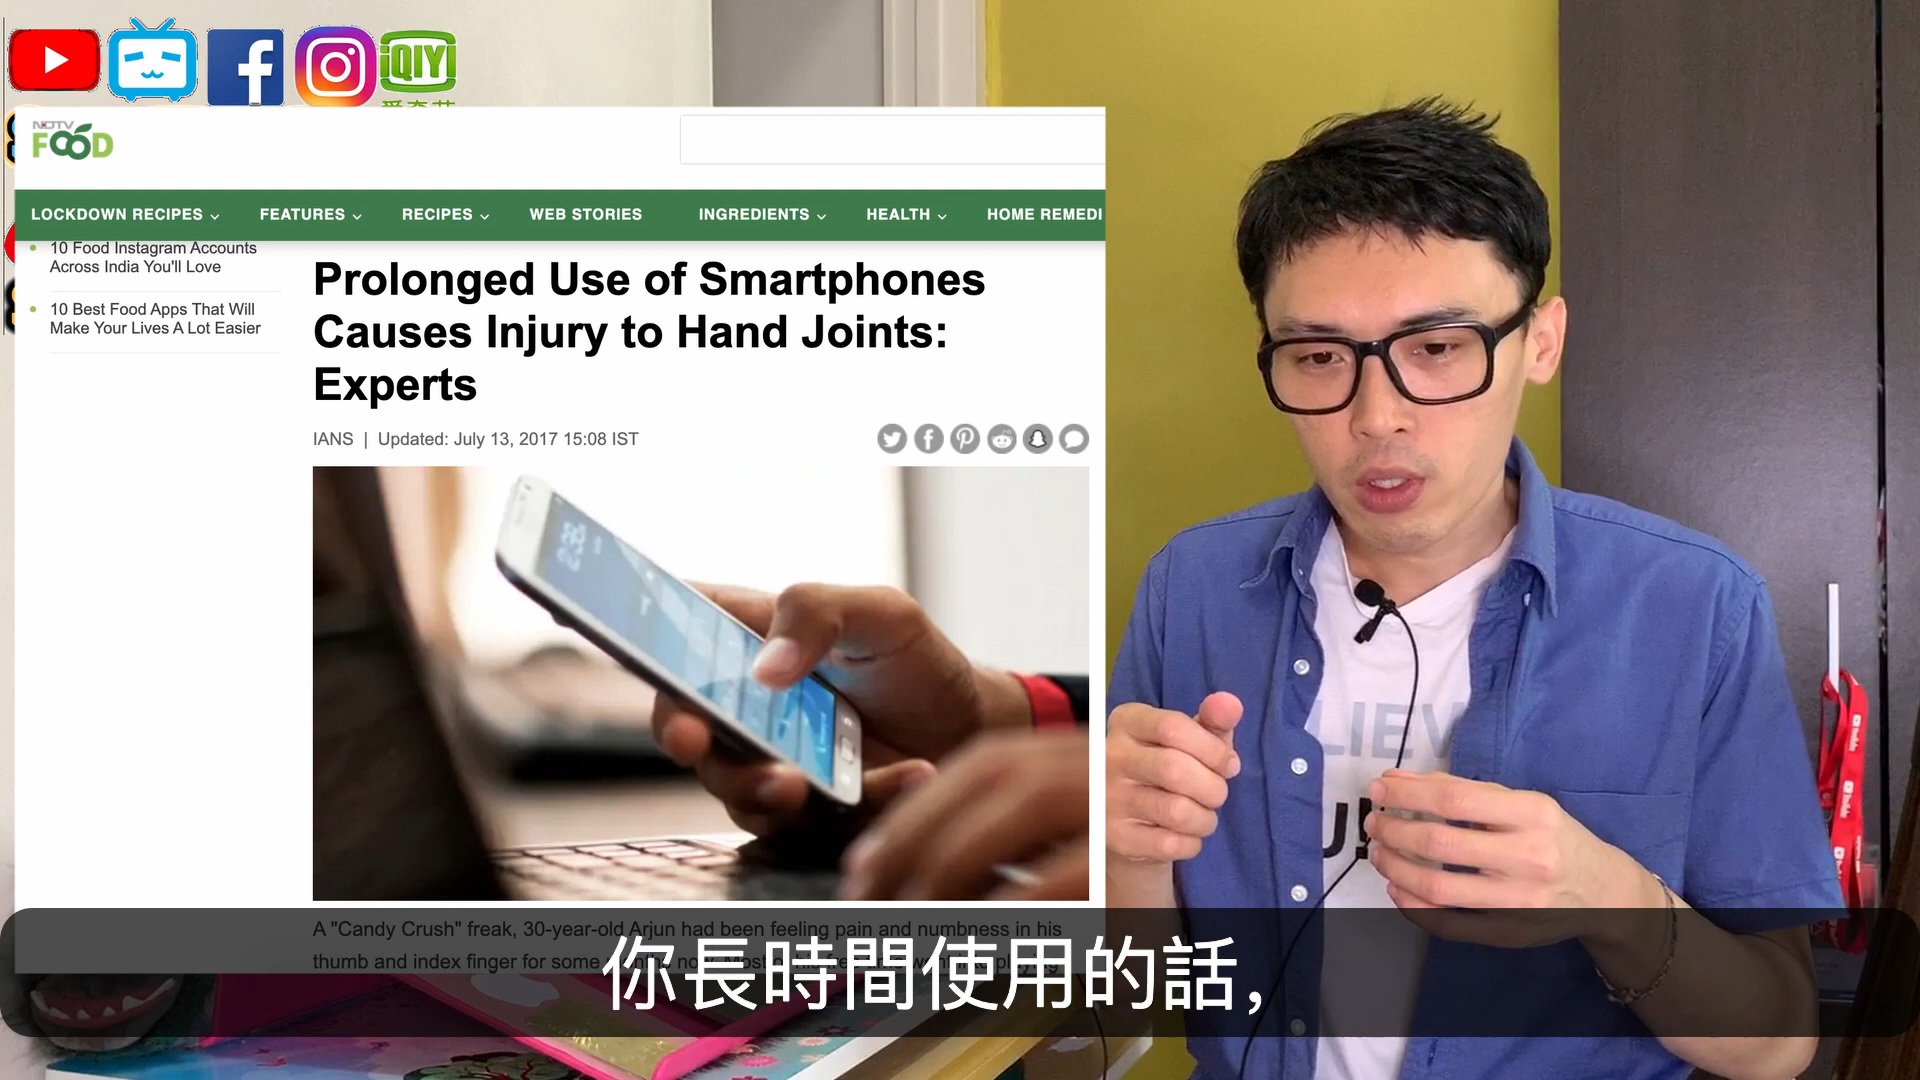 iQIYI
NDTV
FOOD
LOCKDOWN RECIPES
FEATURES
RECIPES
WEB STORIES
INGREDIENTS
HEALTH
HOME REMEDI
10 Food Instagram Accounts
Across India You'll Love
10 Best Food Apps That Will
Make Your Lives A Lot Easier
Prolonged Use of Smartphones
Causes Injury to Hand Joints:
Experts
IANS | Updated: July 13, 2017 15:08 IST
A "Candy Crush" freak, 30-year-old Arjun had been feeling pain and numbness in his
thumb and index finger for some
LIEV
U!
你長時間使用的話,